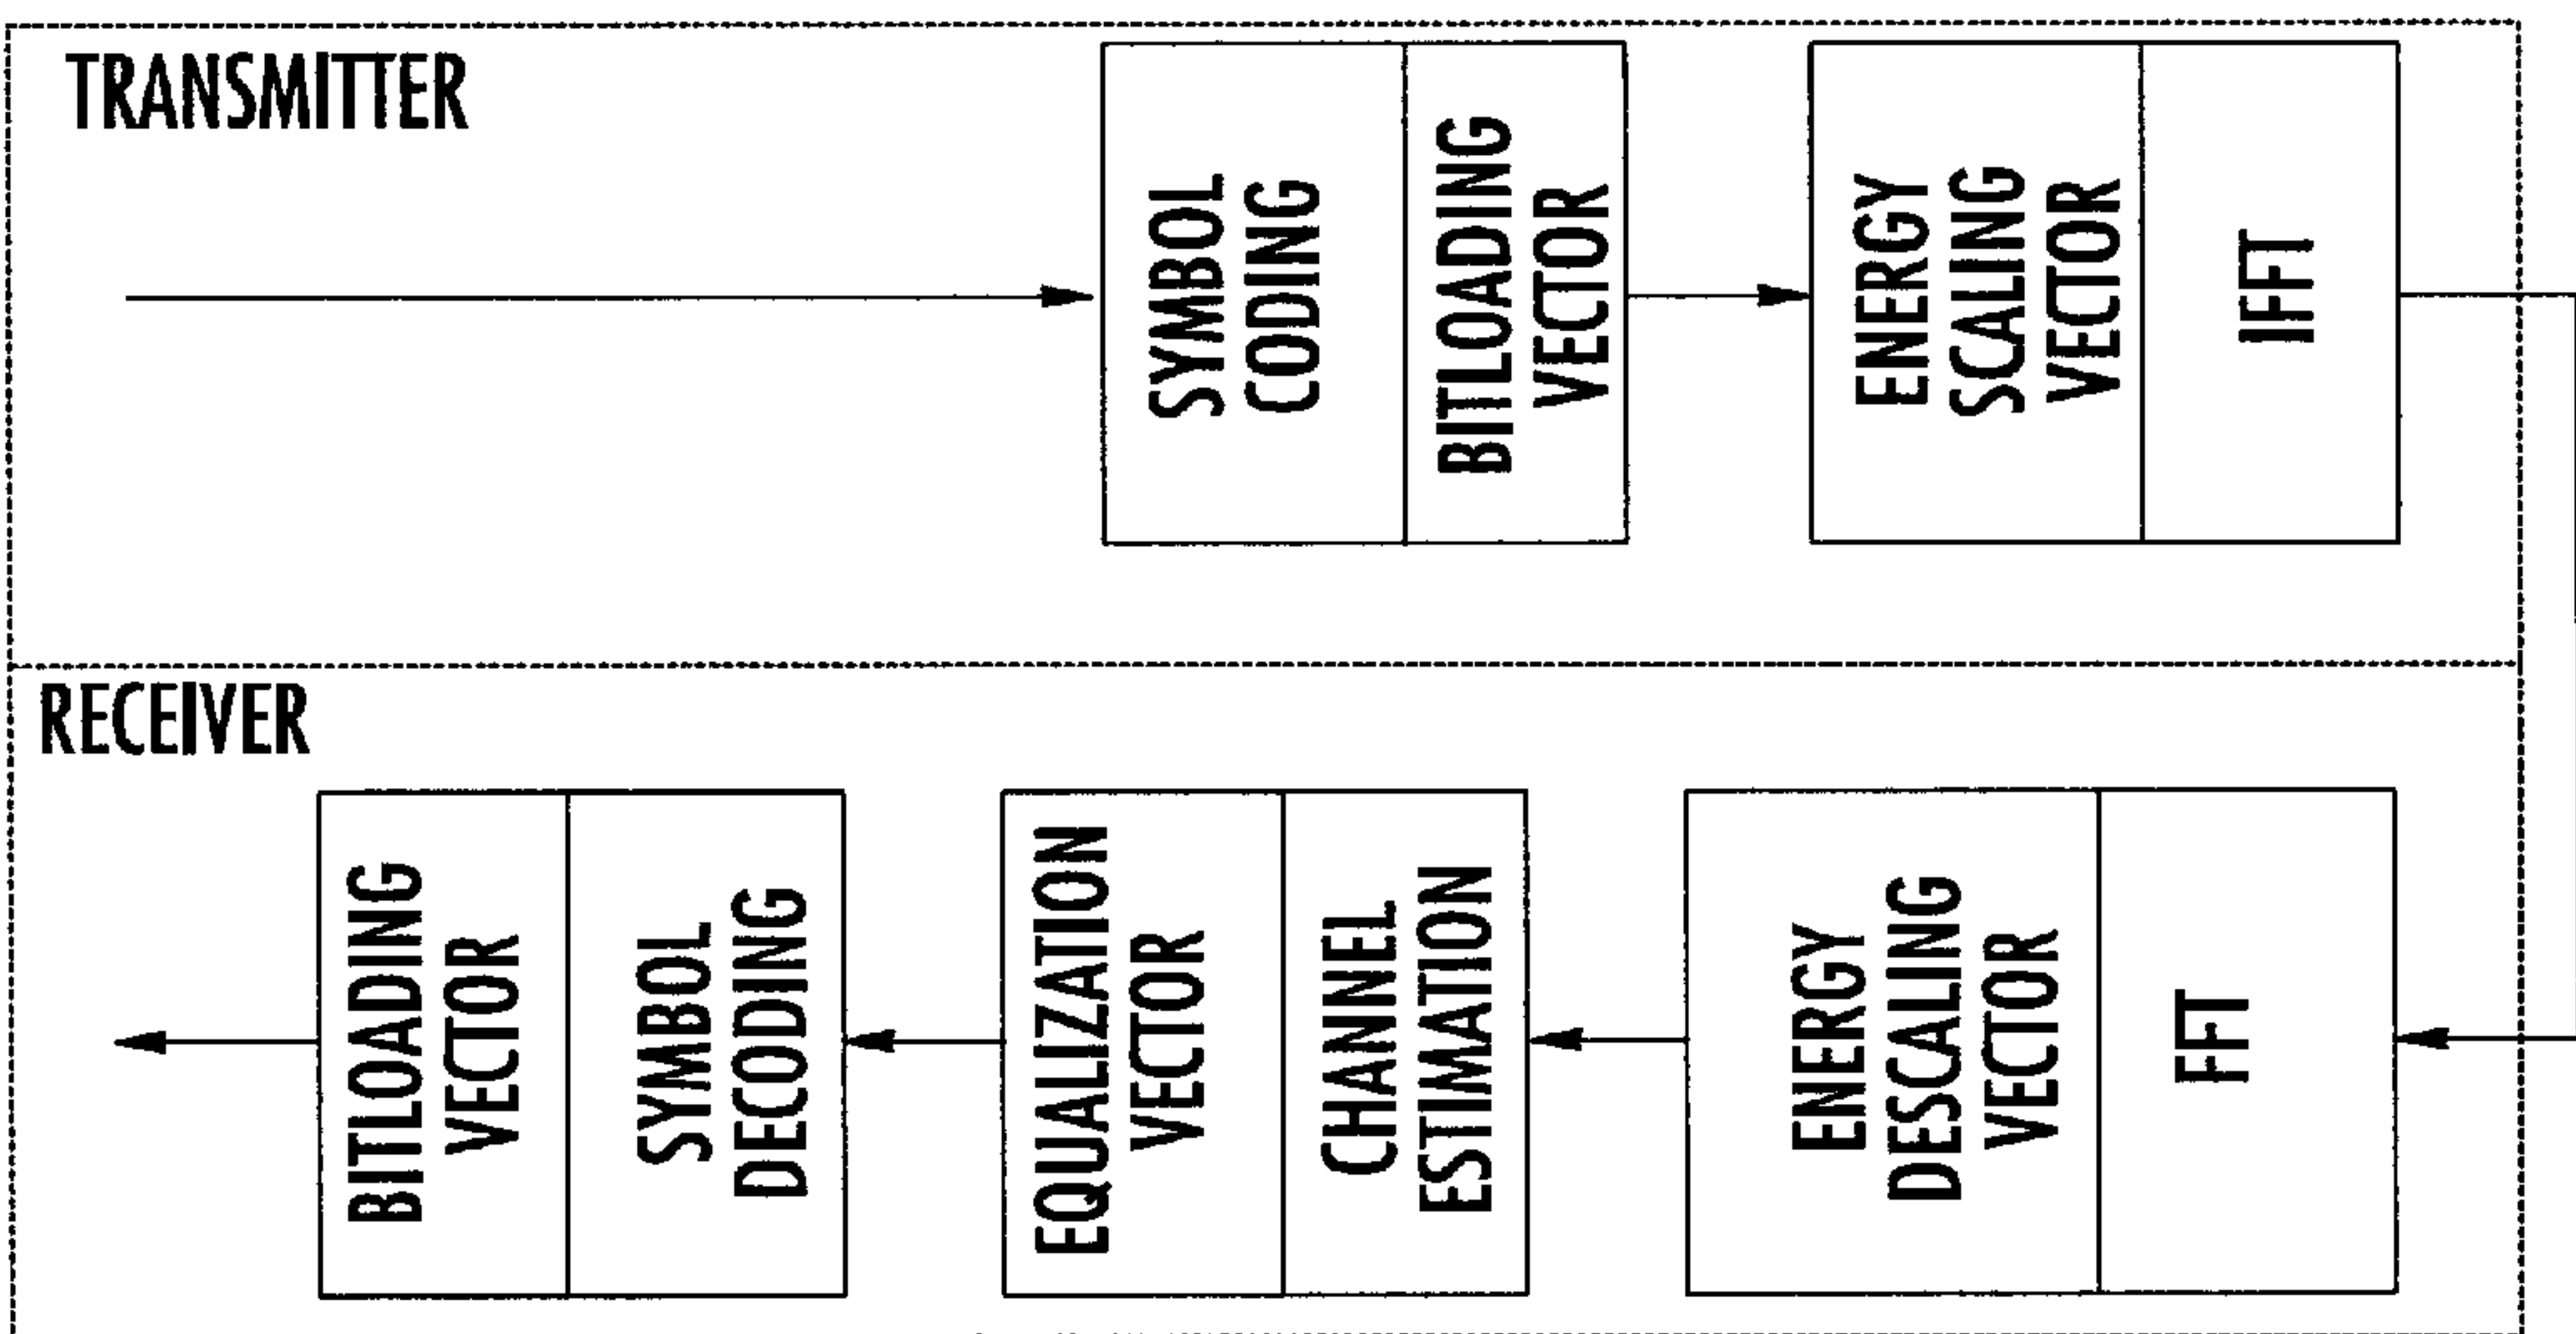 TRANSMITTER
SYMBOL
CODING
BITLOADING
VECTOR
ENERGY
SCALING
VECTOR
IFFT
RECEIVER
BITLOADING
VECTOR
SYMBOL
DECODING
EQUALIZATION
VECTOR
CHANNEL
ESTIMATION
ENERGY
DESCALING
VECTOR
FFT